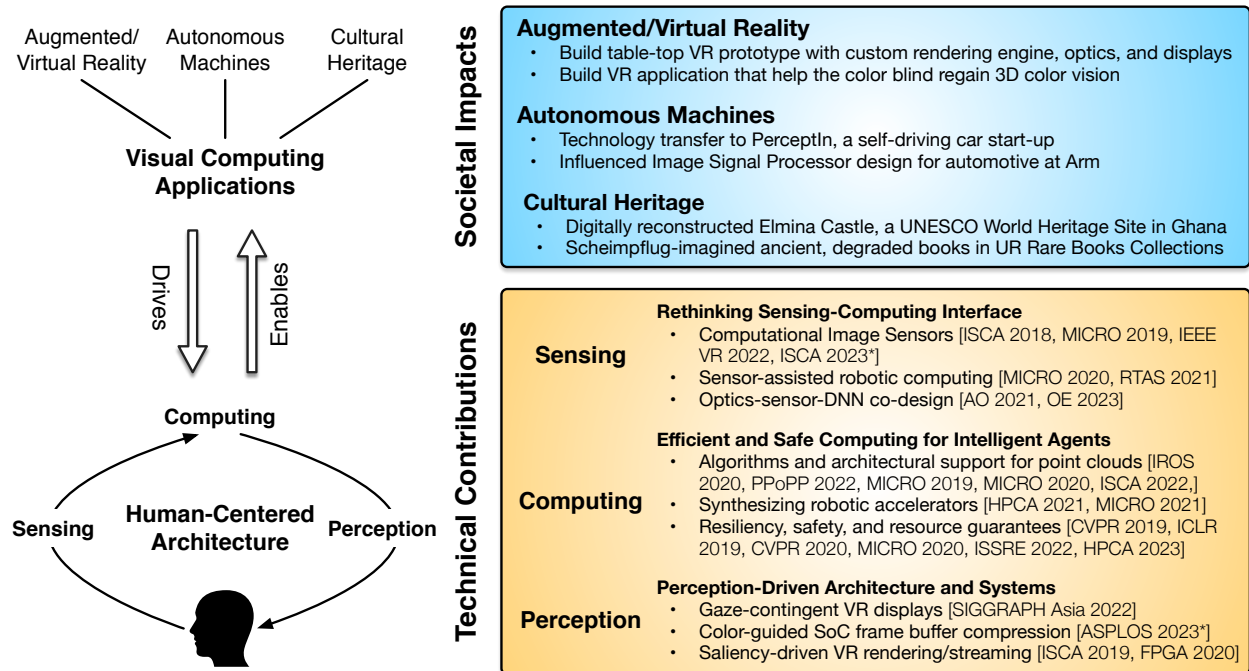 Augmented/
Virtual Reality
Autonomous
Machines
Cultural
Heritage
Visual Computing
Applications
Drives
Enables
Computing
Sensing
Human-Centered
Architecture
Perception
Societal Impacts
Augmented/Virtual Reality
• Build table-top VR prototype with custom rendering engine, optics, and displays
• Build VR application that help the color blind regain 3D color vision
Autonomous Machines
• Technology transfer to PerceptIn, a self-driving car start-up
• Influenced Image Signal Processor design for automotive at Arm
Cultural Heritage
• Digitally reconstructed Elmina Castle, a UNESCO World Heritage Site in Ghana
• Scheimpflug-imagined ancient, degraded books in UR Rare Books Collections
Technical Contributions
Sensing
Rethinking Sensing-Computing Interface
• Computational Image Sensors [ISCA 2018, MICRO 2019, IEEE
VR 2022, ISCA 2023*]
• Sensor-assisted robotic computing [MICRO 2020, RTAS 2021]
• Optics-sensor-DNN co-design [AO 2021, OE 2023]
Computing
Efficient and Safe Computing for Intelligent Agents
• Algorithms and architectural support for point clouds [IROS
2020, PPoPP 2022, MICRO 2019, MICRO 2020, ISCA 2022,]
• Synthesizing robotic accelerators [HPCA 2021, MICRO 2021]
• Resiliency, safety, and resource guarantees [CVPR 2019, ICLR
2019, CVPR 2020, MICRO 2020, ISSRE 2022, HPCA 2023]
Perception
Perception-Driven Architecture and Systems
• Gaze-contingent VR displays [SIGGRAPH Asia 2022]
• Color-guided SoC frame buffer compression [ASPLOS 2023*]
• Saliency-driven VR rendering/streaming [ISCA 2019, FPGA 2020]